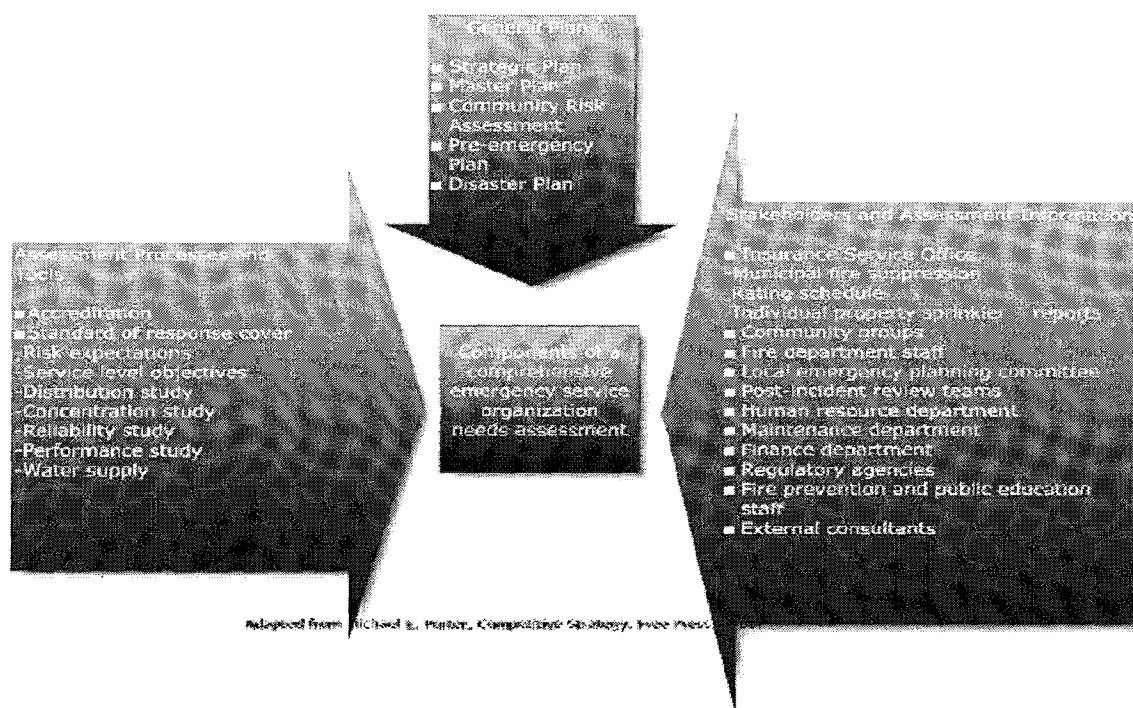 General Plans
■ Strategic Plan
■ Master Plan
■ Community Risk
Assessment
■ Pre-emergency
Plan
■ Disaster Plan
Assessment Processes and
Tools
■ Accreditation
■ Standard of response cover
-Risk expectations
-Service level objectives
-Distribution study
-Concentration study
-Reliability study
-Performance study
-Water supply
Components of a
comprehensive
emergency service
organization
needs assessment
Stakeholders and Assessment Information
■ Insurance Service Office
-Municipal fire suppression
Rating schedule
-Individual property sprinkler reports
■ Community groups
■ Fire department staff
■ Local emergency planning committee
■ Post-incident review teams
■ Human resource department
■ Maintenance department
■ Finance department
■ Regulatory agencies
■ Fire prevention and public education
staff
■ External consultants
Adapted from Michael E. Porter, Competitive Strategy, Free Press